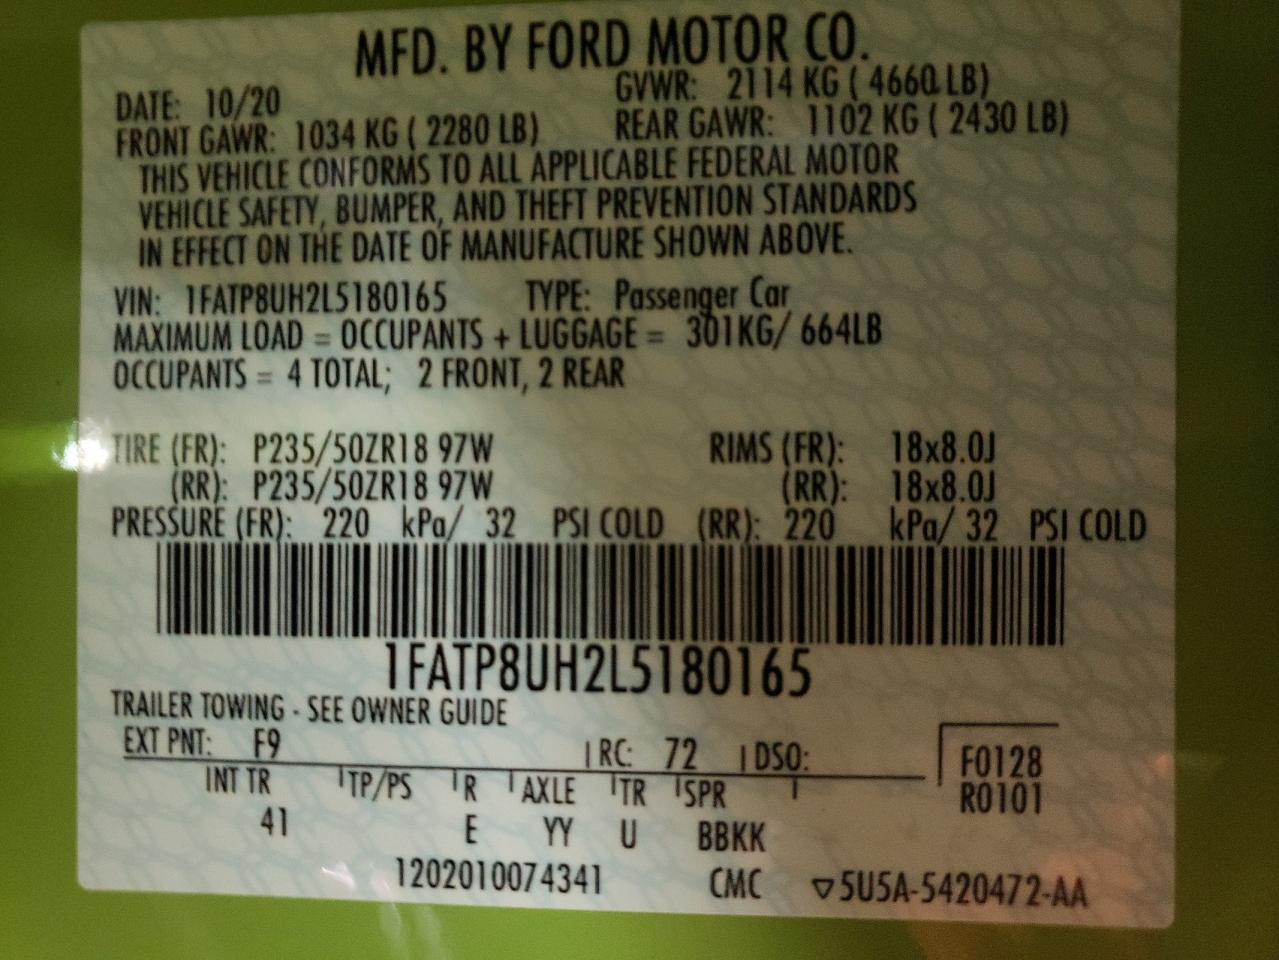 MFD. BY FORD MOTOR CO.
DATE: 10/20 GVWR: 2114 KG ( 4660 LB)
FRONT GAWR: 1034 KG ( 2280 LB) REAR GAWR: 1102 KG ( 2430 LB)
THIS VEHICLE CONFORMS TO ALL APPLICABLE FEDERAL MOTOR
VEHICLE SAFETY, BUMPER, AND THEFT PREVENTION STANDARDS
IN EFFECT ON THE DATE OF MANUFACTURE SHOWN ABOVE.
VIN: 1FATP8UH2L5180165 TYPE: Passenger Car
MAXIMUM LOAD = OCCUPANTS + LUGGAGE = 301KG/ 664LB
OCCUPANTS = 4 TOTAL; 2 FRONT, 2 REAR
TIRE (FR): P235/50ZR18 97W RIMS (FR): 18x8.0J
(RR): P235/50ZR18 97W (RR): 18x8.0J
PRESSURE (FR): 220 kPa/ 32 PSI COLD (RR): 220 kPa/ 32 PSI COLD
1FATP8UH2L5180165
TRAILER TOWING - SEE OWNER GUIDE
EXT PNT: F9 RC: 72 DSO: F0128
INT TR TP/PS R AXLE TR SPR R0101
41 E YY U BBKK
1202010074341 CMC ▽5U5A-5420472-AA